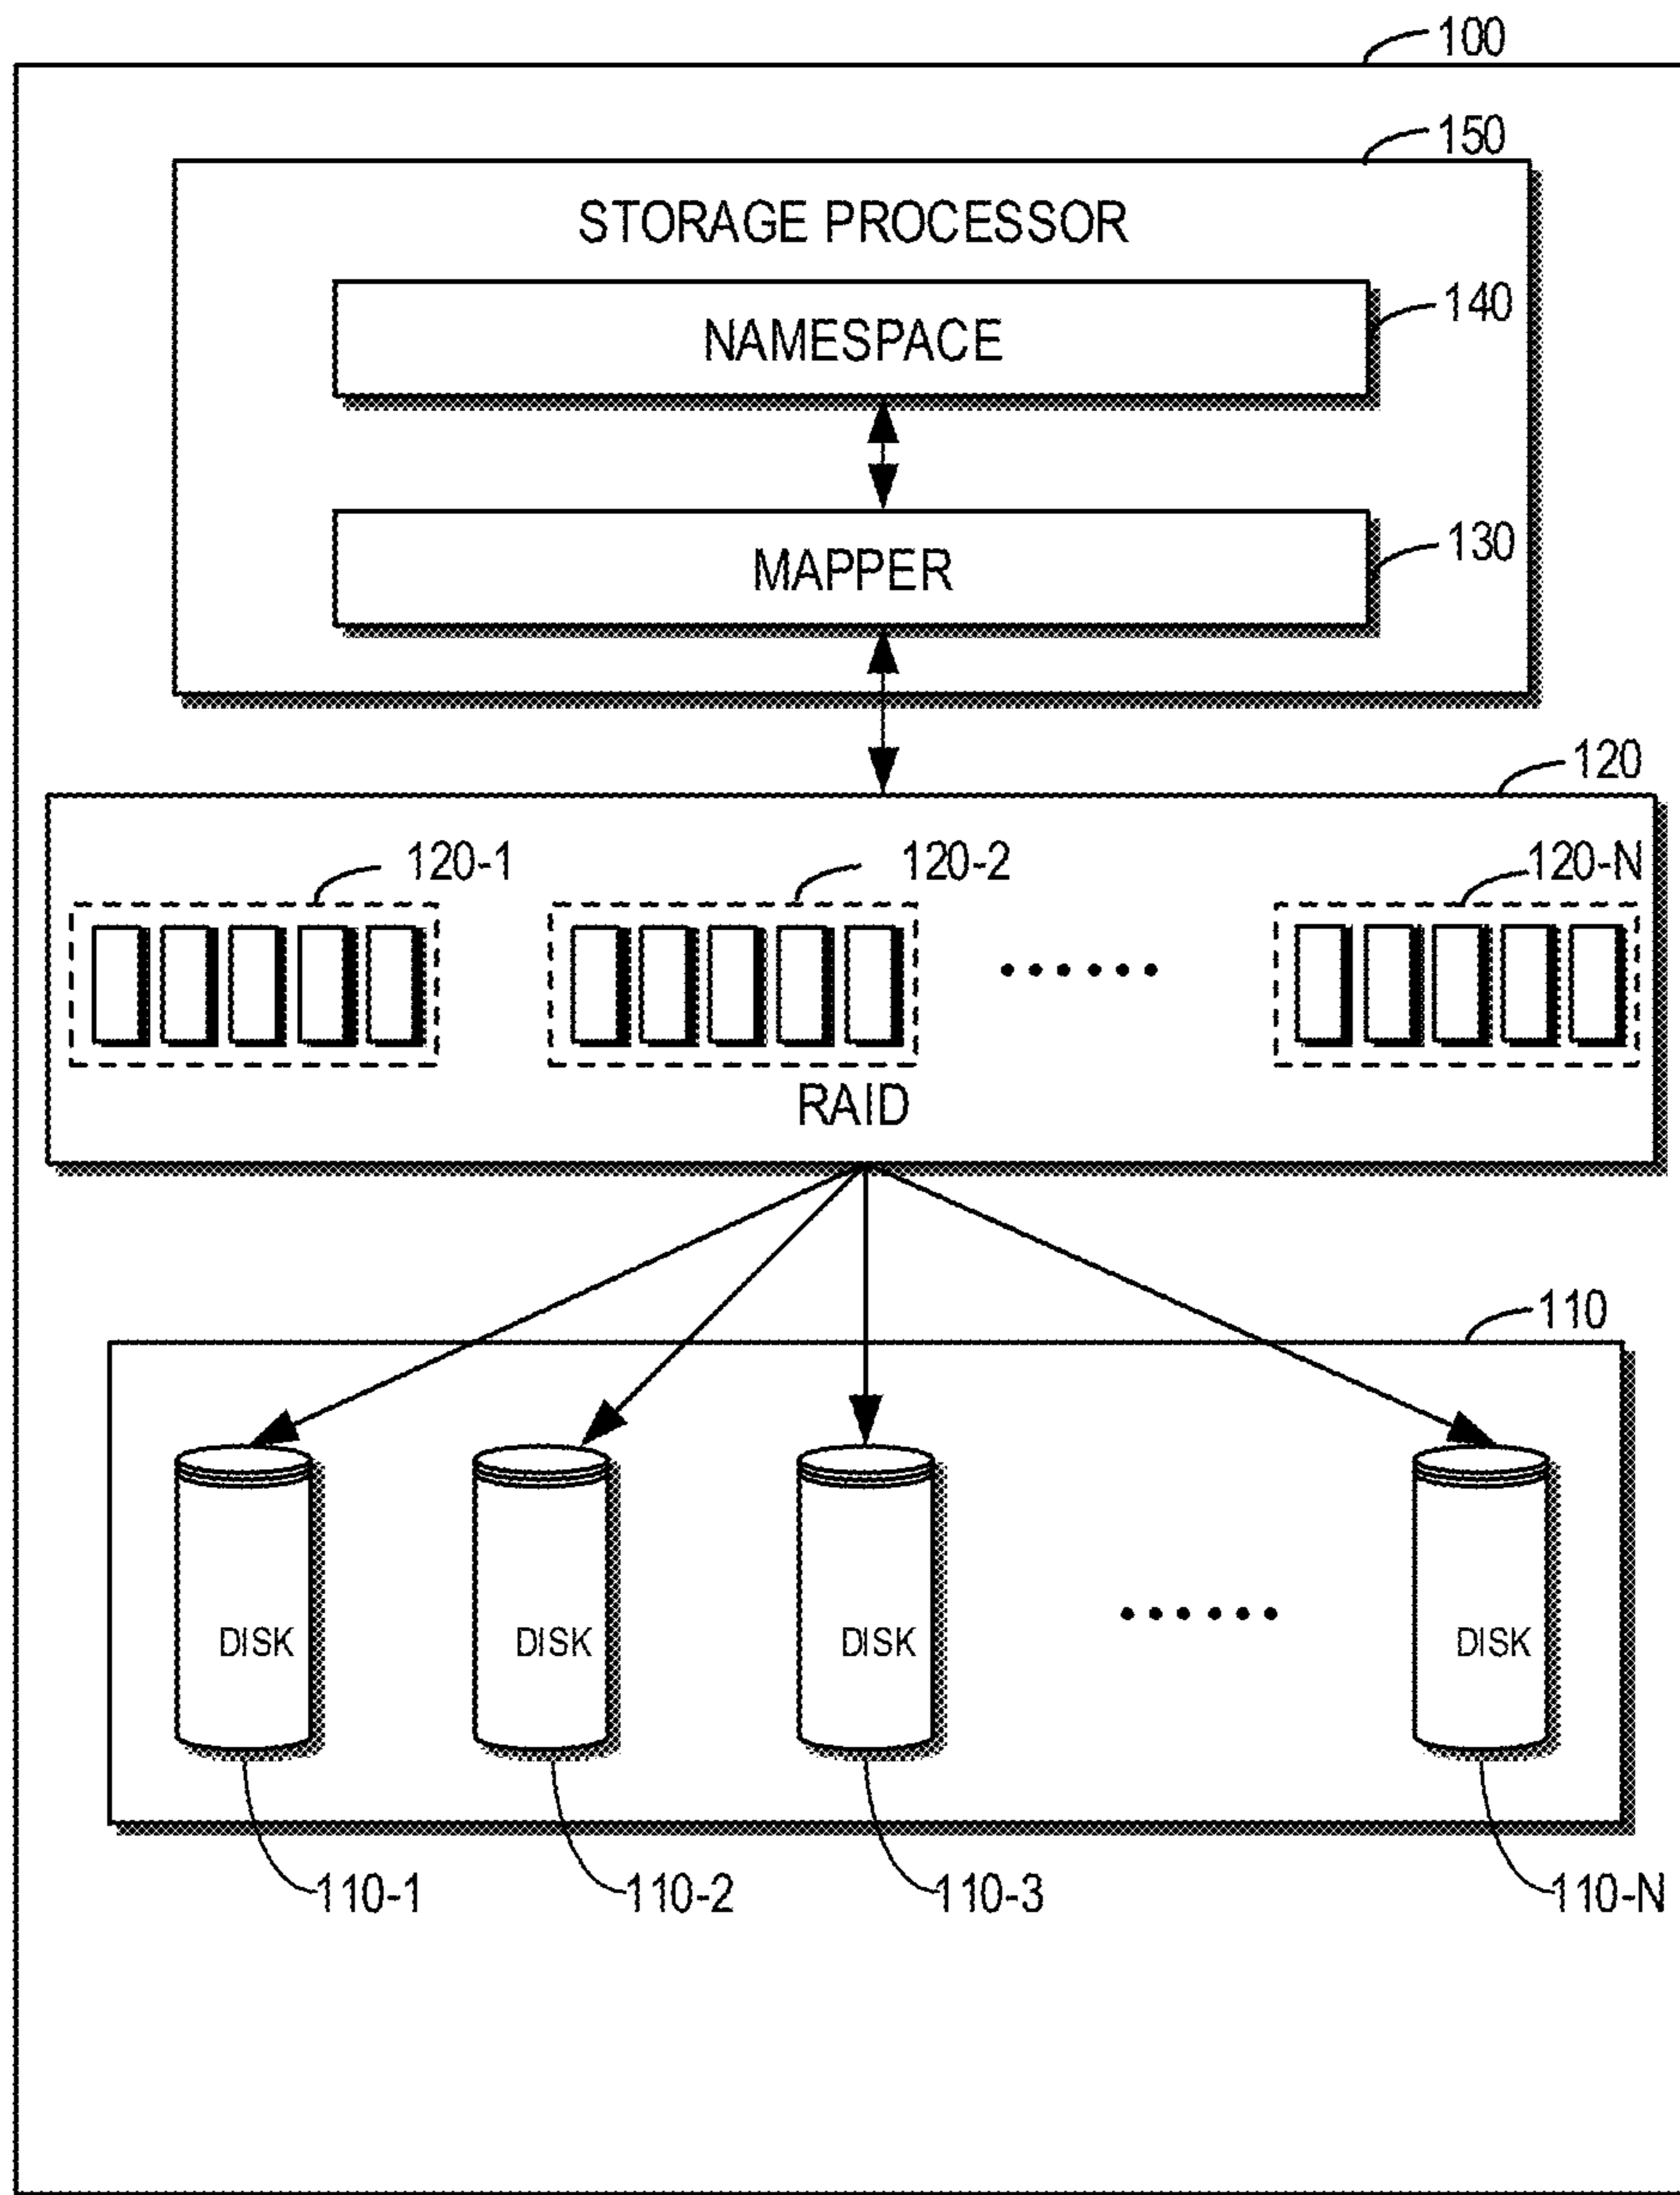 100
150
STORAGE PROCESSOR
NAMESPACE
140
MAPPER
130
120
120-1
120-2
120-N
RAID
110
DISK
DISK
DISK
DISK
110-1
110-2
110-3
110-N